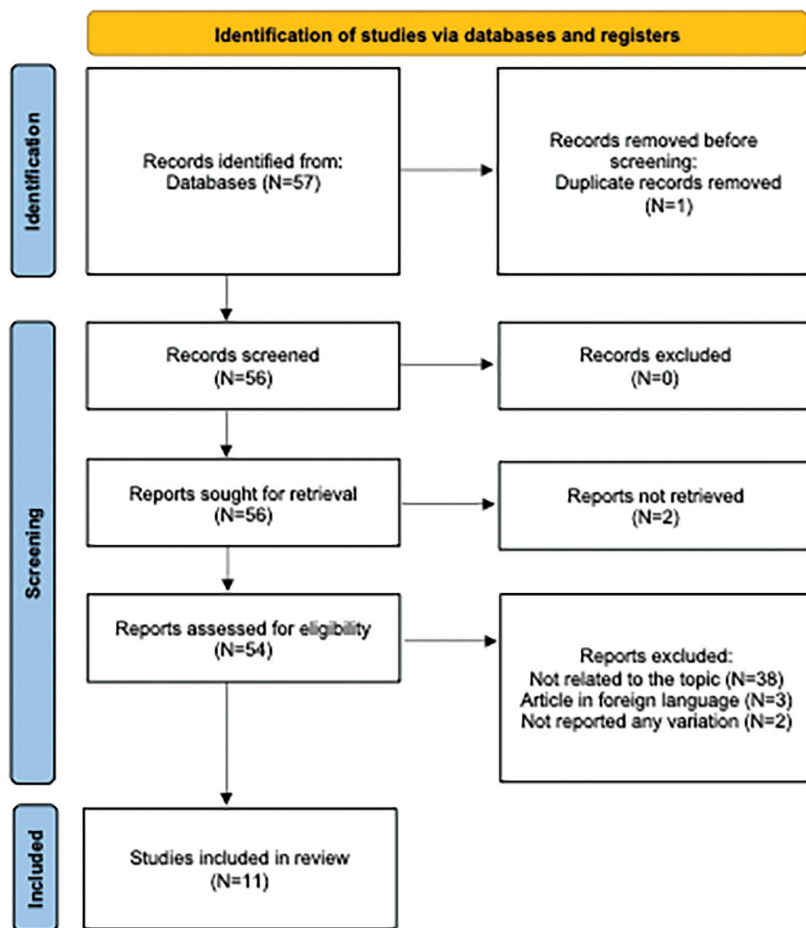 Identification of studies via databases and registers
Identification
Records identified from:
Databases (N=57)
Records removed before
screening:
Duplicate records removed
(N=1)
Screening
Records screened
(N=56)
Records excluded
(N=0)
Reports sought for retrieval
(N=56)
Reports not retrieved
(N=2)
Reports assessed for eligibility
(N=54)
Reports excluded:
Not related to the topic (N=38)
Article in foreign language (N=3)
Not reported any variation (N=2)
Included
Studies included in review
(N=11)